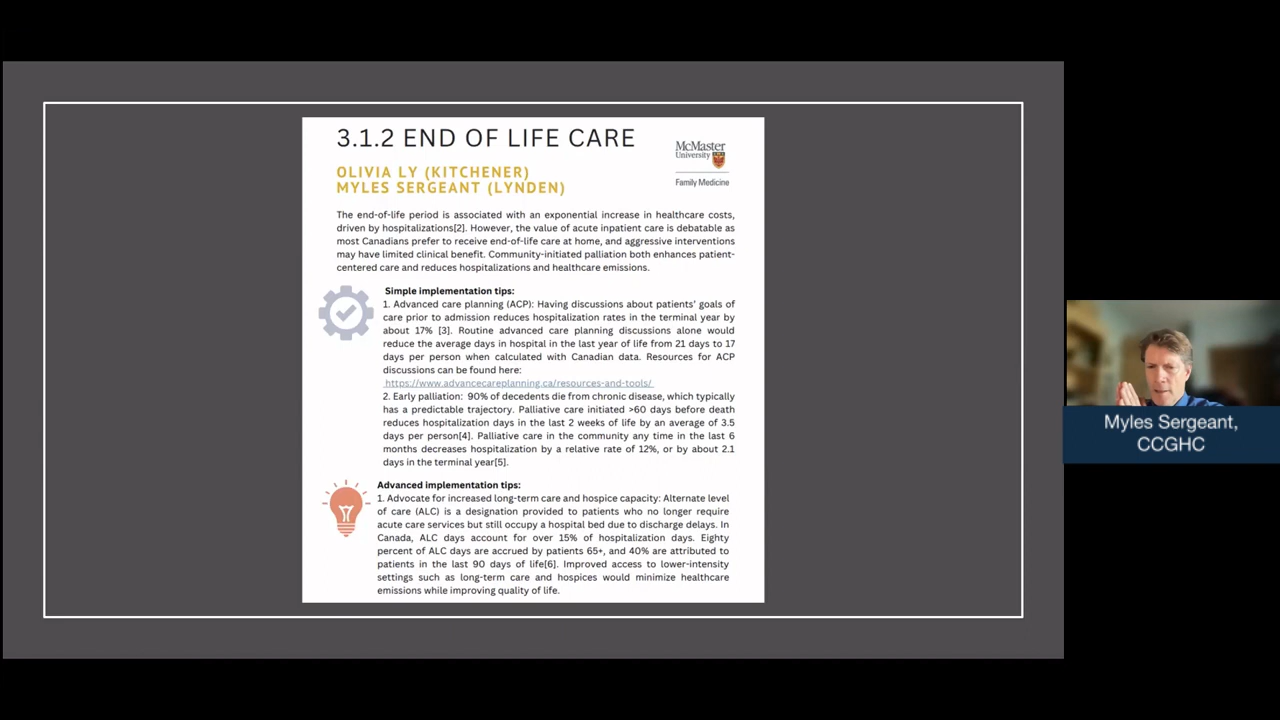 3.1.2 END OF LIFE CARE
McMaster
University
Family Medicine
OLIVIA LY (KITCHENER)
MYLES SERGEANT (LYNDEN)
The end-of-life period is associated with an exponential increase in healthcare costs,
driven by hospitalizations[2]. However, the value of acute inpatient care is debatable as
most Canadians prefer to receive end-of-life care at home, and aggressive interventions
may have limited clinical benefit. Community-initiated palliation both enhances patient-
centered care and reduces hospitalizations and healthcare emissions.
Simple implementation tips:
1. Advanced care planning (ACP): Having discussions about patients' goals of
care prior to admission reduces hospitalization rates in the terminal year by
about 17% [3]. Routine advanced care planning discussions alone would
reduce the average days in hospital in the last year of life from 21 days to 17
days per person when calculated with Canadian data. Resources for ACP
discussions can be found here:
https://www.advancecareplanning.ca/resources-and-tools/
2. Early palliation: 90% of decedents die from chronic disease, which typically
has a predictable trajectory. Palliative care initiated >60 days before death
reduces hospitalization days in the last 2 weeks of life by an average of 3.5
days per person[4]. Palliative care in the community any time in the last 6
months decreases hospitalization by a relative rate of 12%, or by about 2.1
days in the terminal year[5].
Advanced implementation tips:
1. Advocate for increased long-term care and hospice capacity: Alternate level
of care (ALC) is a designation provided to patients who no longer require
acute care services but still occupy a hospital bed due to discharge delays. In
Canada, ALC days account for over 15% of hospitalization days. Eighty
percent of ALC days are accrued by patients 65+, and 40% are attributed to
patients in the last 90 days of life[6]. Improved access to lower-intensity
settings such as long-term care and hospices would minimize healthcare
emissions while improving quality of life.
Myles Sergeant,
CCGHC